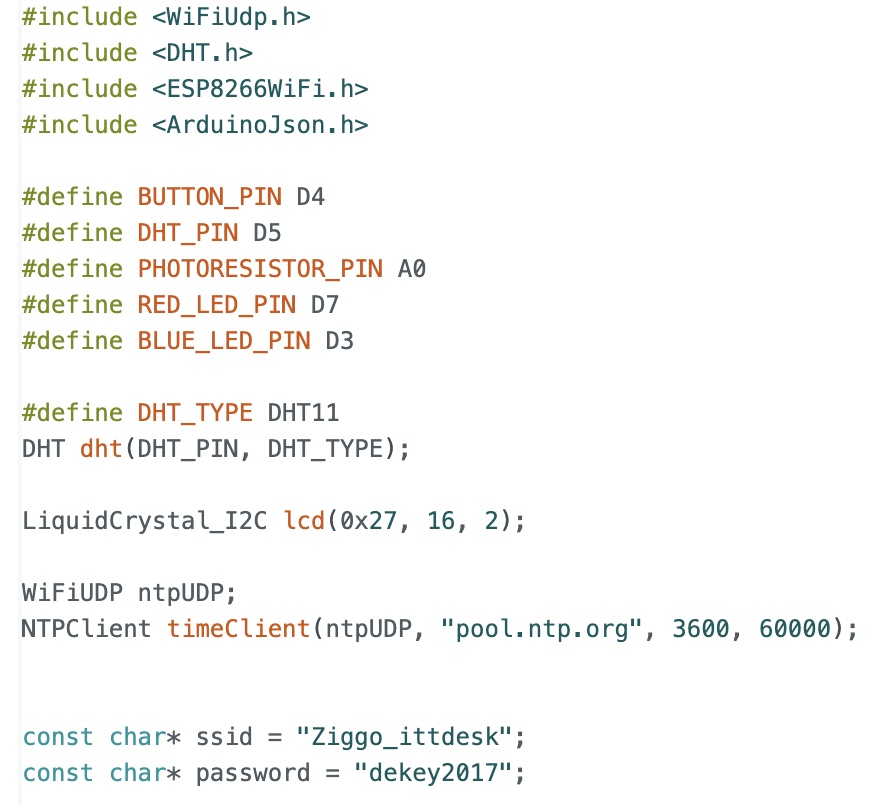 #include <WiFiUdp.h>
#include <DHT.h>
#include <ESP8266WiFi.h>
#include <ArduinoJson.h>
#define BUTTON_PIN D4
#define DHT_PIN D5
#define PHOTORESISTOR_PIN A0
#define RED_LED_PIN D7
#define BLUE_LED_PIN D3
#define DHT_TYPE DHT11
DHT dht(DHT_PIN, DHT_TYPE);
LiquidCrystal_I2C lcd(0x27, 16, 2);
WiFiUDP ntpUDP;
NTPClient timeClient(ntpUDP, "pool.ntp.org", 3600, 60000);
const char* ssid = "Ziggo_ittdesk";
const char* password = "dekey2017";